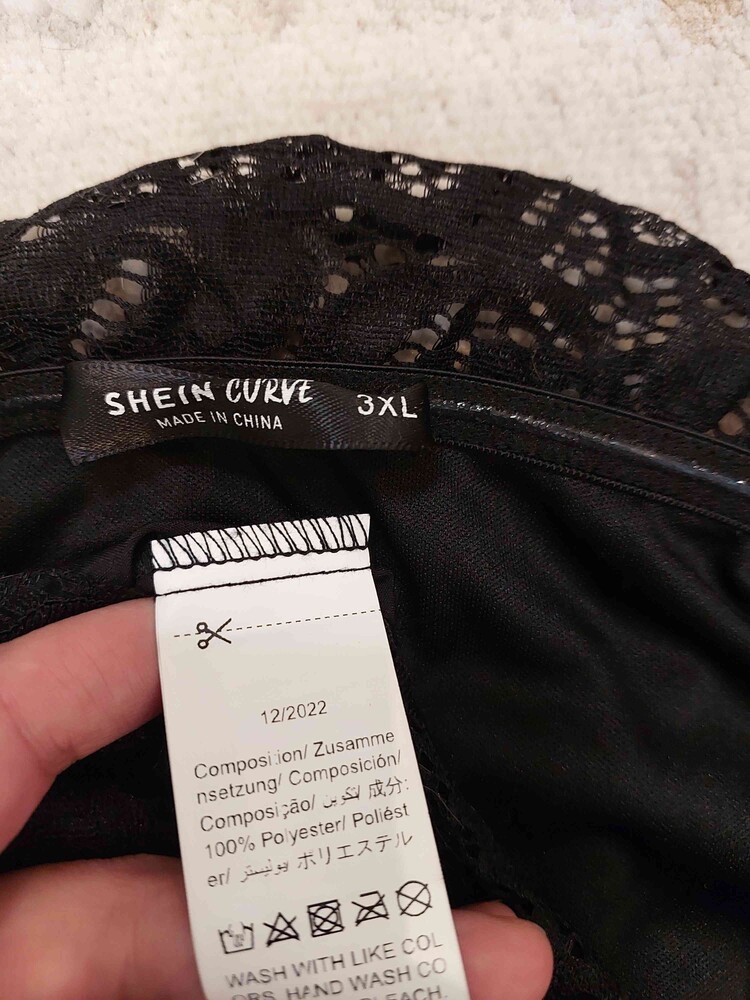 SHEIN CURVE 3XL
MADE IN CHINA
12/2022
Composition/ Zusamme
nsetzung/ Composición/
Composição/ تكوين/ 成分:
100% Polyester/ Poliést
er/ بوليستر ポリエステル
WASH WITH LIKE COL
ORS. HAND WASH CO
BLEACH.